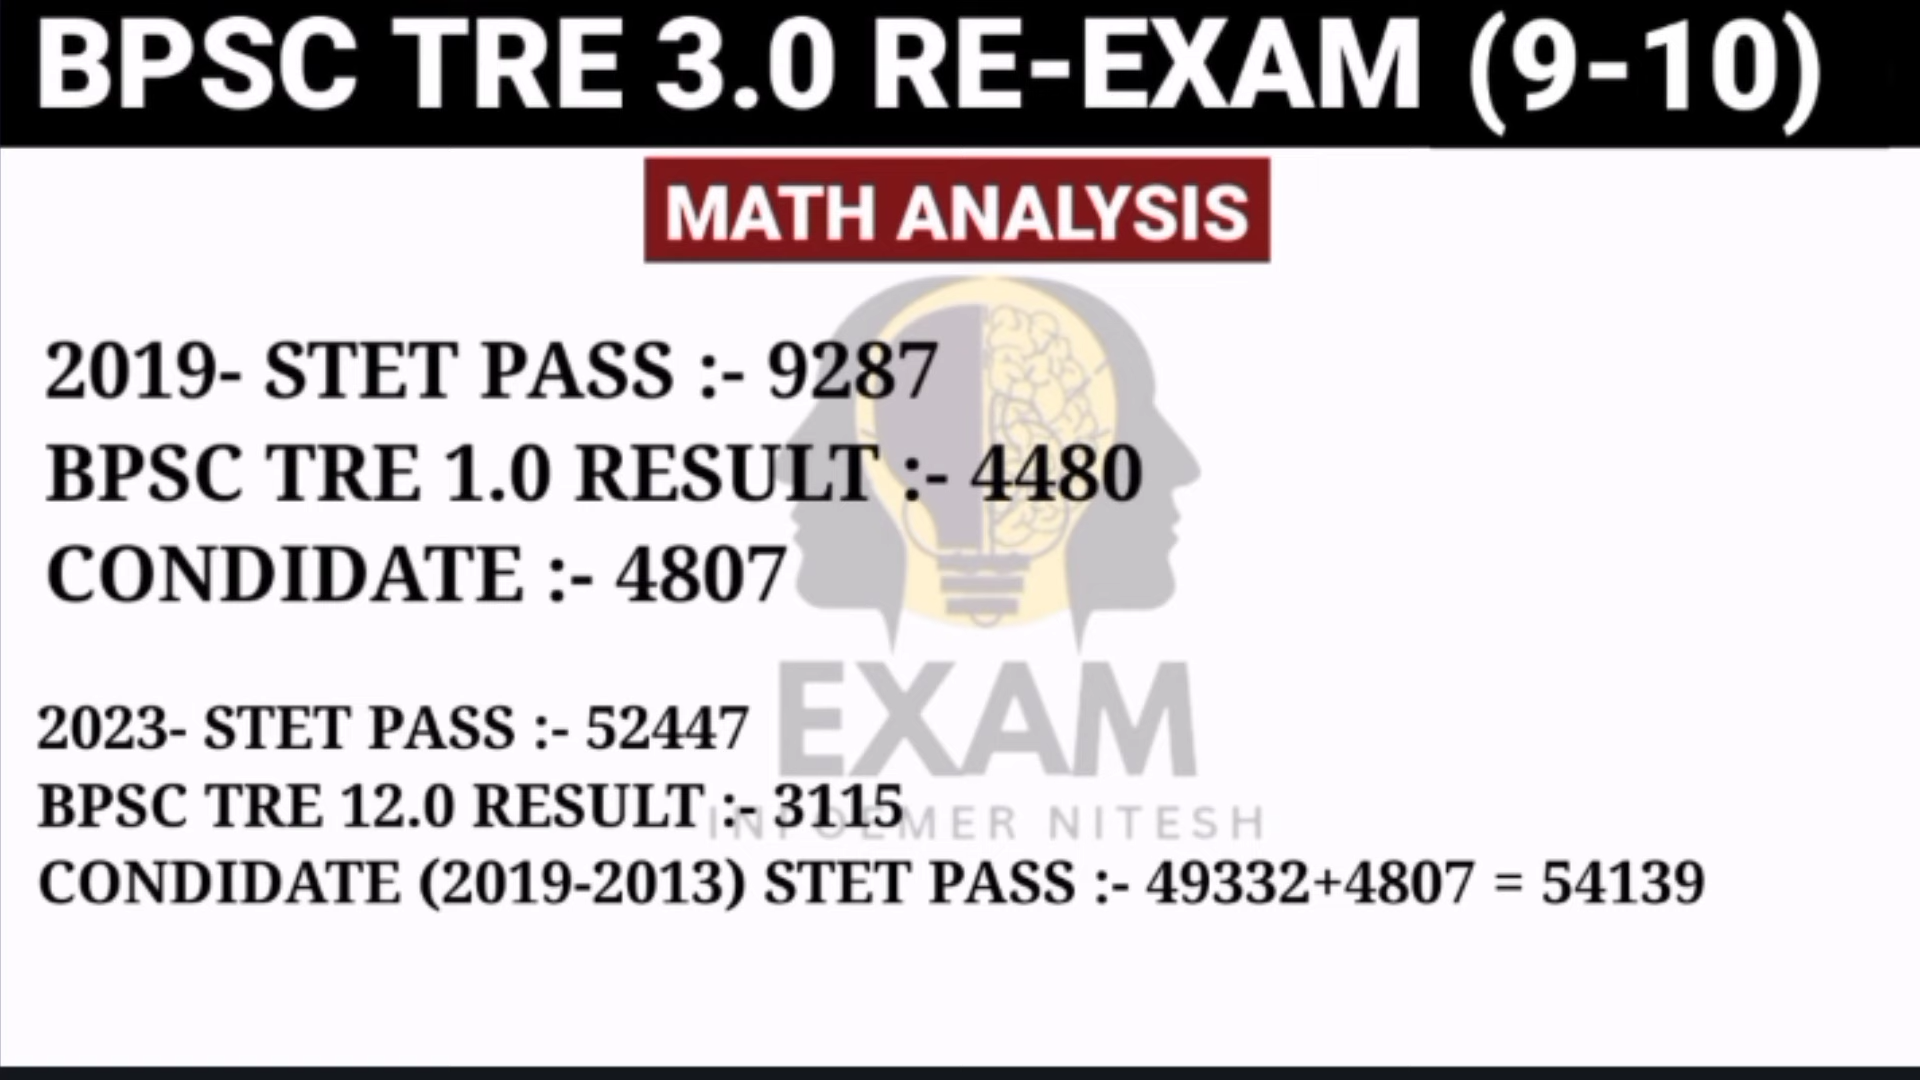 BPSC TRE 3.0 RE-EXAM (9-10)
MATH ANALYSIS
2019- STET PASS :- 9287
BPSC TRE 1.0 RESULT :- 4480
CONDIDATE :- 4807
EXAM
2023- STET PASS :- 52447
BPSC TRE 12.0 RESULT :- 3115
INFOEMER NITESH
CONDIDATE (2019-2013) STET PASS :- 49332+4807 = 54139